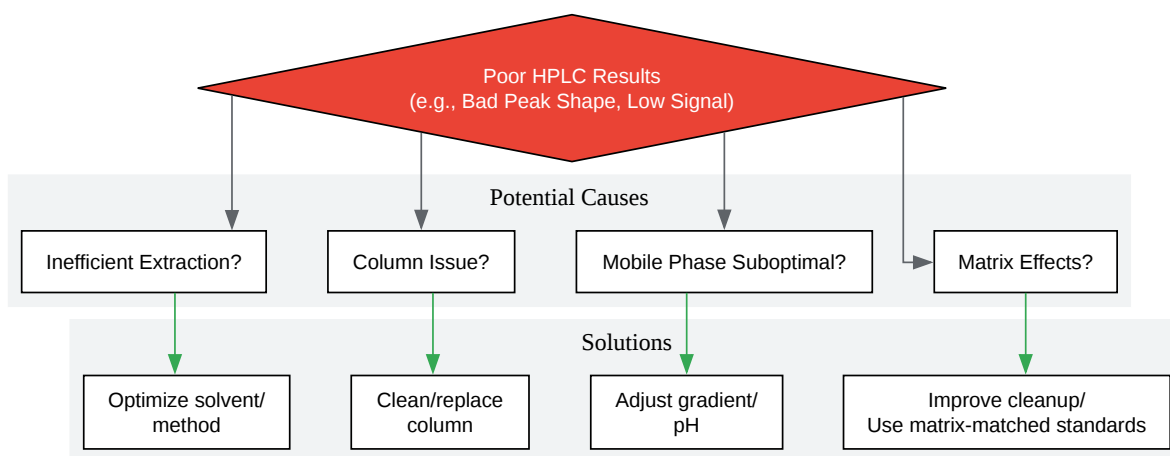 Poor HPLC Results
(e.g., Bad Peak Shape, Low Signal)
Potential Causes
Inefficient Extraction?
Column Issue?
Mobile Phase Suboptimal?
Matrix Effects?
Solutions
Optimize solvent/
method
Clean/replace
column
Adjust gradient/
pH
Improve cleanup/
Use matrix-matched standards